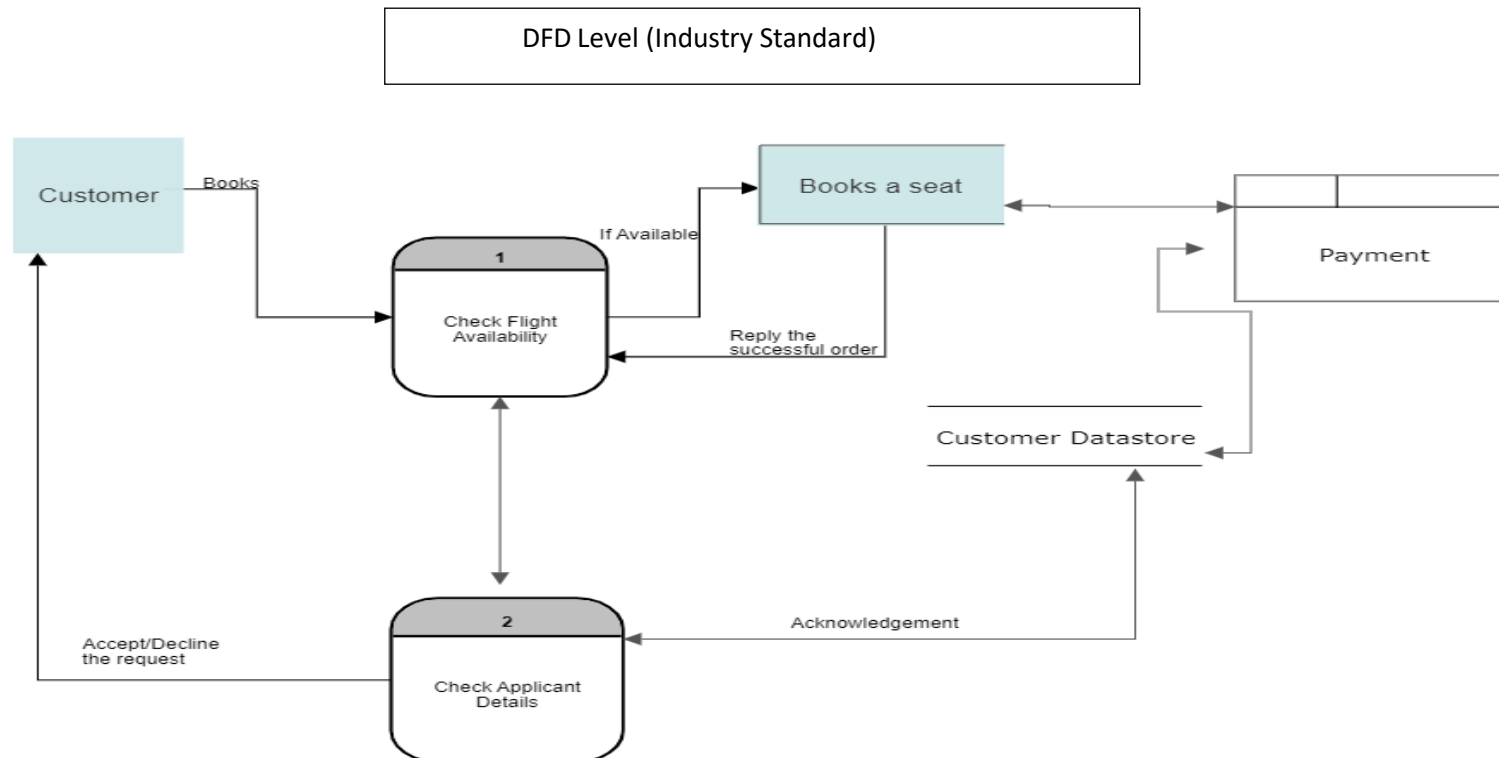 DFD Level (Industry Standard)
Customer
Books
Books a seat
If Available
1
Check Flight
Availability
Payment
Reply the
successful order
Customer Datastore
2
Accept/Decline
the request
Acknowledgement
Check Applicant
Details